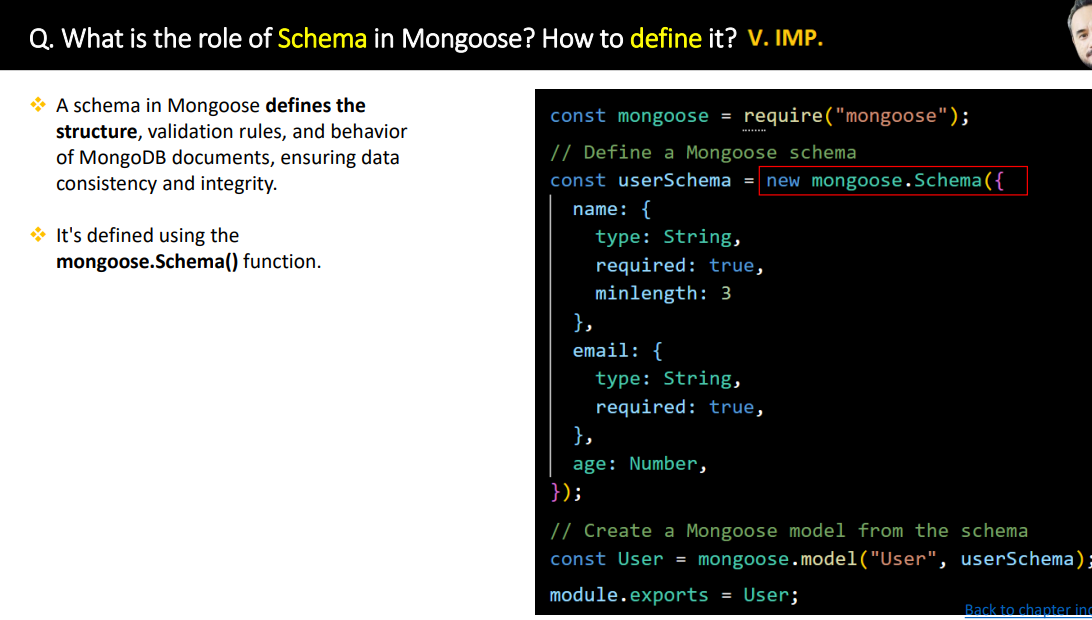 Q. What is the role of Schema in Mongoose? How to define it? V. IMP.
❖ A schema in Mongoose defines the
structure, validation rules, and behavior
of MongoDB documents, ensuring data
consistency and integrity.
❖ It's defined using the
mongoose.Schema() function.
const mongoose = require("mongoose");
// Define a Mongoose schema
const userSchema = new mongoose.Schema({
name: {
type: String,
required: true,
minlength: 3
},
email: {
type: String,
required: true,
},
age: Number,
});
// Create a Mongoose model from the schema
const User = mongoose.model("User", userSchema);
module.exports = User;
Back to chapter